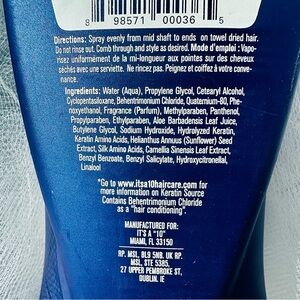 8 98571 00036 5
Directions: Spray evenly from mid shaft to ends on towel dried hair.
Do not rinse out. Comb through and style as desired. Mode d'emploi : Vapo-
risez uniformément de la mi-longueur aux pointes sur des cheveux
séchés avec une serviette. Ne rincez pas. Peignez et coiffez à votre conve-
nance.
Ingredients: Water (Aqua), Propylene Glycol, Cetearyl Alcohol,
Cyclopentasiloxane, Behentrimonium Chloride, Quaternium-80, Phe-
noxyethanol, Fragrance (Parfum), Methylparaben, Panthenol,
Propylparaben, Ethylparaben, Aloe Barbadensis Leaf Juice,
Butylene Glycol, Sodium Hydroxide, Hydrolyzed Keratin,
Keratin Amino Acids, Helianthus Annuus (Sunflower) Seed
Extract, Silk Amino Acids, Camellia Sinensis Leaf Extract,
Benzyl Benzoate, Benzyl Salicylate, Hydroxycitronellal,
Linalool
*Go to www.itsa10haircare.com for
more information on Keratin Source
Contains Behentrimonium Chloride
as a "hair conditioning".
MANUFACTURED FOR:
IT'S A "10"
MIAMI, FL 33150
RP. MSL, BL9 5NB. UK RP.
MSL, STE 5385,
27 UPPER PEMBROKE ST,
DUBLIN, IE